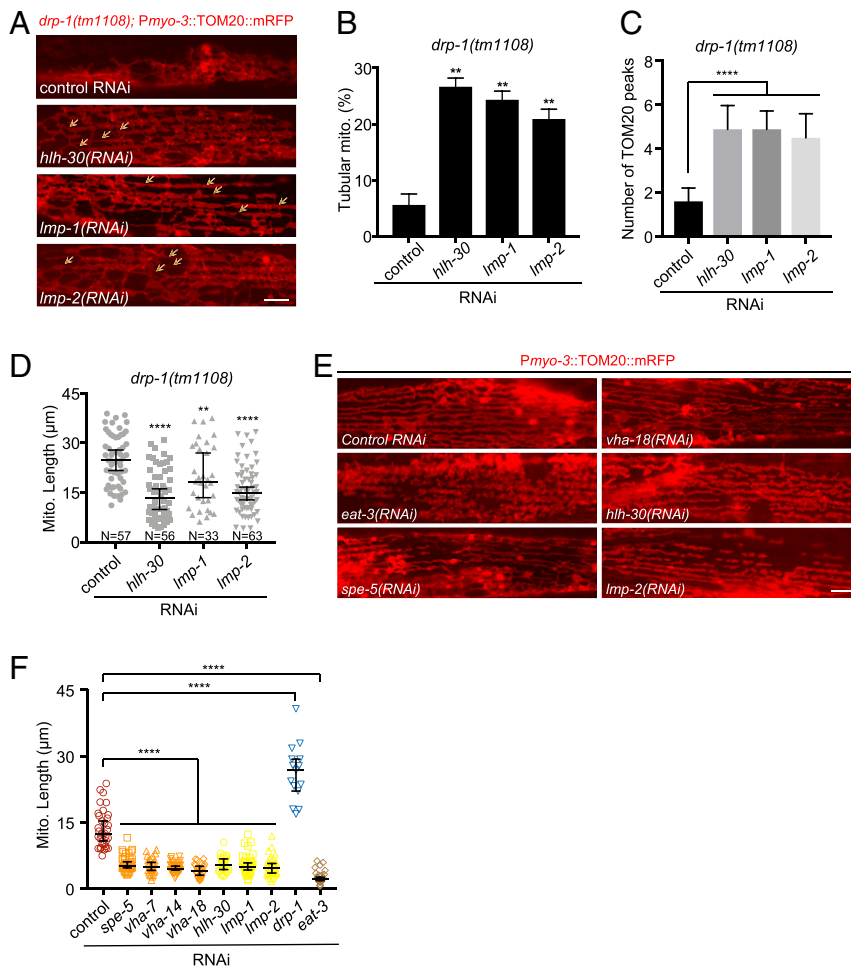 A
drp-1(tm1108); Pmyo-3::TOM20::mRFP
control RNAi
hlh-30(RNAi)
lmp-1(RNAi)
lmp-2(RNAi)
B
drp-1(tm1108)
Tubular mito. (%)
30
20
10
0
** ** **
control hlh-30 lmp-1 lmp-2
RNAi
C
drp-1(tm1108)
Number of TOM20 peaks
8
6
4
2
0
****
control hlh-30 lmp-1 lmp-2
RNAi
D
drp-1(tm1108)
Mito. Length (µm)
45
30
15
0
**** ** ****
N=57 N=56 N=33 N=63
control hlh-30 lmp-1 lmp-2
RNAi
E
Pmyo-3::TOM20::mRFP
Control RNAi
vha-18(RNAi)
eat-3(RNAi)
hlh-30(RNAi)
spe-5(RNAi)
lmp-2(RNAi)
F
Mito. Length (µm)
45
30
15
0
****
****
****
control spe-5 vha-7 vha-14 vha-18 hlh-30 lmp-1 lmp-2 drp-1 eat-3
RNAi